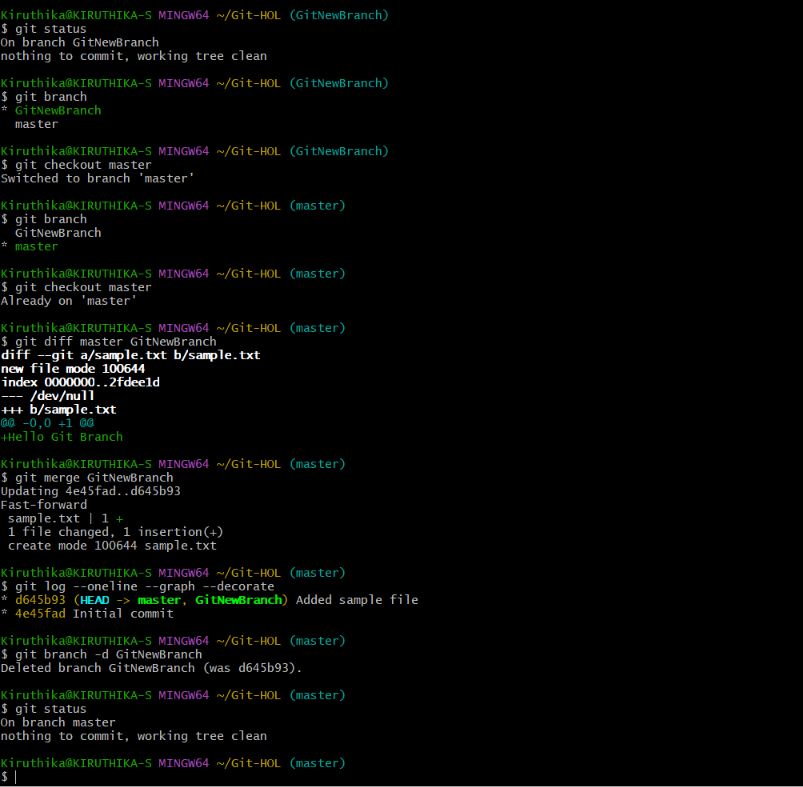 Kiruthika@KIRUTHIKA-S MINGW64 ~/Git-HOL (GitNewBranch)
$ git status
On branch GitNewBranch
nothing to commit, working tree clean
Kiruthika@KIRUTHIKA-S MINGW64 ~/Git-HOL (GitNewBranch)
$ git branch
* GitNewBranch
  master
Kiruthika@KIRUTHIKA-S MINGW64 ~/Git-HOL (GitNewBranch)
$ git checkout master
Switched to branch 'master'
Kiruthika@KIRUTHIKA-S MINGW64 ~/Git-HOL (master)
$ git branch
  GitNewBranch
* master
Kiruthika@KIRUTHIKA-S MINGW64 ~/Git-HOL (master)
$ git checkout master
Already on 'master'
Kiruthika@KIRUTHIKA-S MINGW64 ~/Git-HOL (master)
$ git diff master GitNewBranch
diff --git a/sample.txt b/sample.txt
new file mode 100644
index 0000000..2fdee1d
--- /dev/null
+++ b/sample.txt
@@ -0,0 +1 @@
+Hello Git Branch
Kiruthika@KIRUTHIKA-S MINGW64 ~/Git-HOL (master)
$ git merge GitNewBranch
Updating 4e45fad..d645b93
Fast-forward
 sample.txt | 1 +
 1 file changed, 1 insertion(+)
 create mode 100644 sample.txt
Kiruthika@KIRUTHIKA-S MINGW64 ~/Git-HOL (master)
$ git log --oneline --graph --decorate
* d645b93 (HEAD -> master, GitNewBranch) Added sample file
* 4e45fad Initial commit
Kiruthika@KIRUTHIKA-S MINGW64 ~/Git-HOL (master)
$ git branch -d GitNewBranch
Deleted branch GitNewBranch (was d645b93).
Kiruthika@KIRUTHIKA-S MINGW64 ~/Git-HOL (master)
$ git status
On branch master
nothing to commit, working tree clean
Kiruthika@KIRUTHIKA-S MINGW64 ~/Git-HOL (master)
$